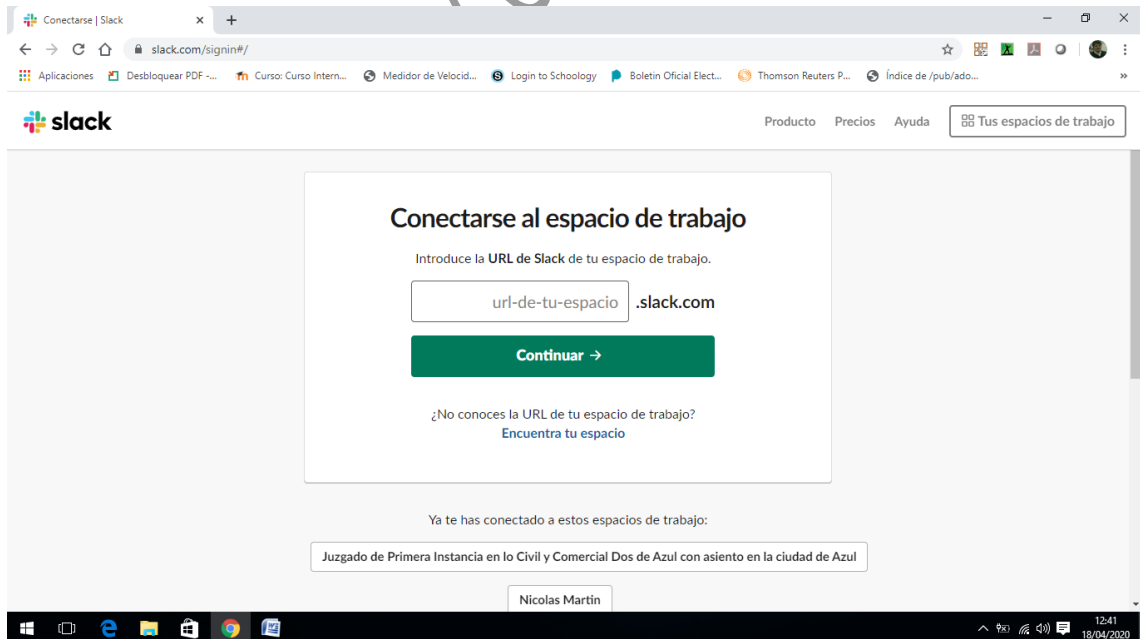 Conectarse | Slack
slack.com/signin#/
Aplicaciones Desbloquear PDF -... Curso: Curso Intern... Medidor de Velocid... Login to Schoology Boletin Oficial Elect... Thomson Reuters P... Índice de /pub/ado... »
slack Producto Precios Ayuda Tus espacios de trabajo
Conectarse al espacio de trabajo
Introduce la URL de Slack de tu espacio de trabajo.
url-de-tu-espacio .slack.com
Continuar →
¿No conoces la URL de tu espacio de trabajo?
Encuentra tu espacio
Ya te has conectado a estos espacios de trabajo:
Juzgado de Primera Instancia en lo Civil y Comercial Dos de Azul con asiento en la ciudad de Azul
Nicolas Martin
12:41
18/04/2020